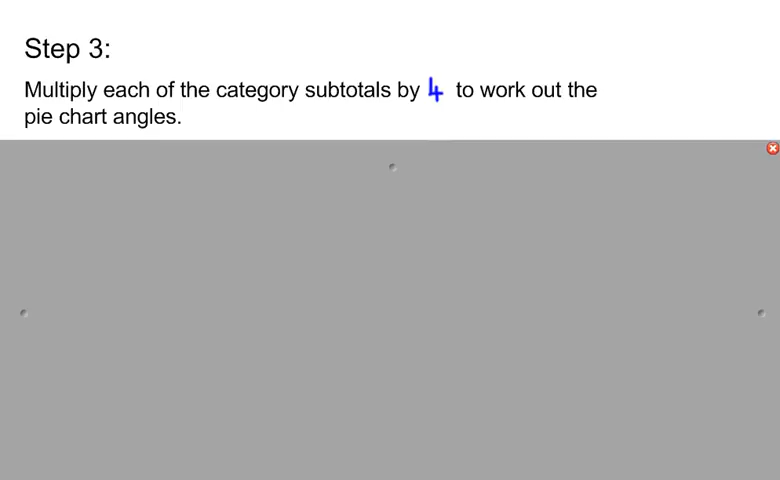 Step 3:
Multiply each of the category subtotals by 4 to work out the
pie chart angles.